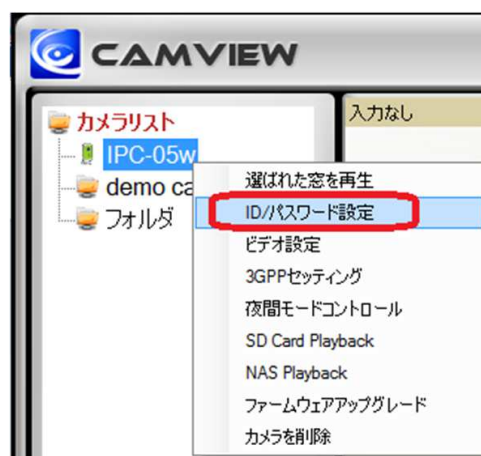 CAMVIEW
カメラリスト
IPC-05w
demo ca
フォルダ
入力なし
選ばれた窓を再生
ID/パスワード設定
ビデオ設定
3GPPセッティング
夜間モードコントロール
SD Card Playback
NAS Playback
ファームウェアアップグレード
カメラを削除